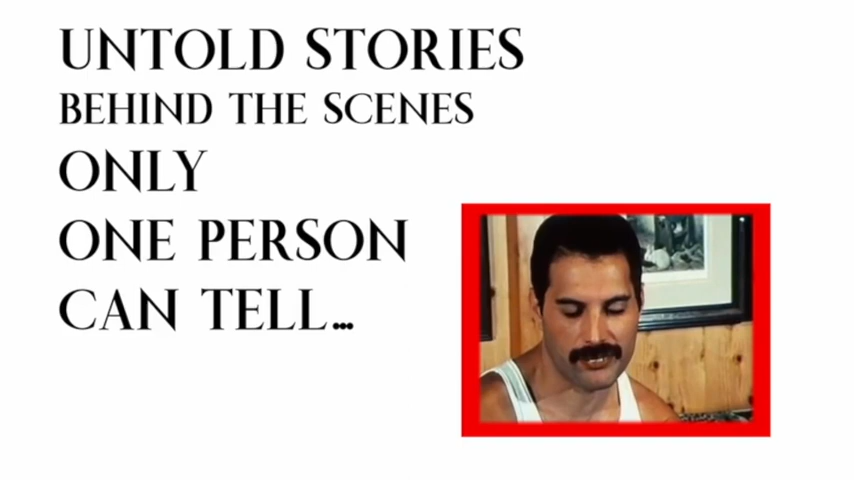 UNTOLD STORIES
BEHIND THE SCENES
ONLY
ONE PERSON
CAN TELL...